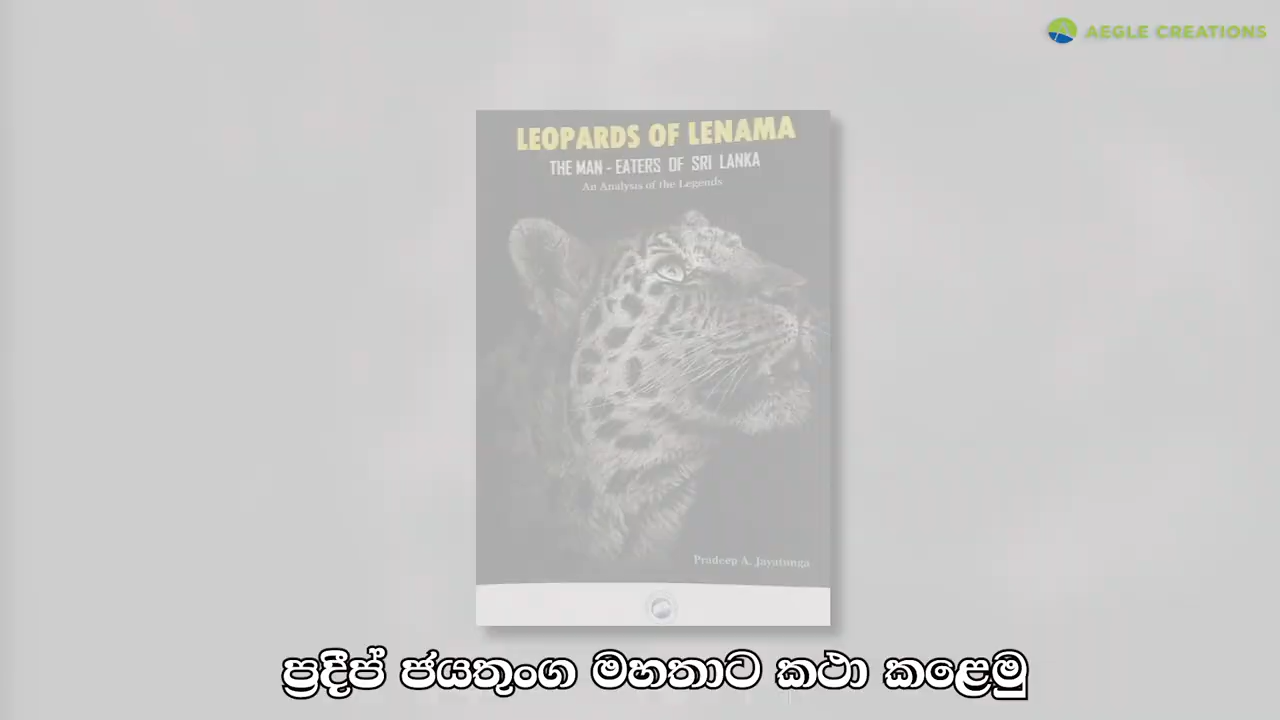 AEGLE CREATIONS
LEOPARDS OF LENAMA
THE MAN - EATERS OF SRI LANKA
An Analysis of the Legends
Pradeep A. Jayatunga
ප්‍රදීප් ජයතුංග මහතාට කථා කළෙමු